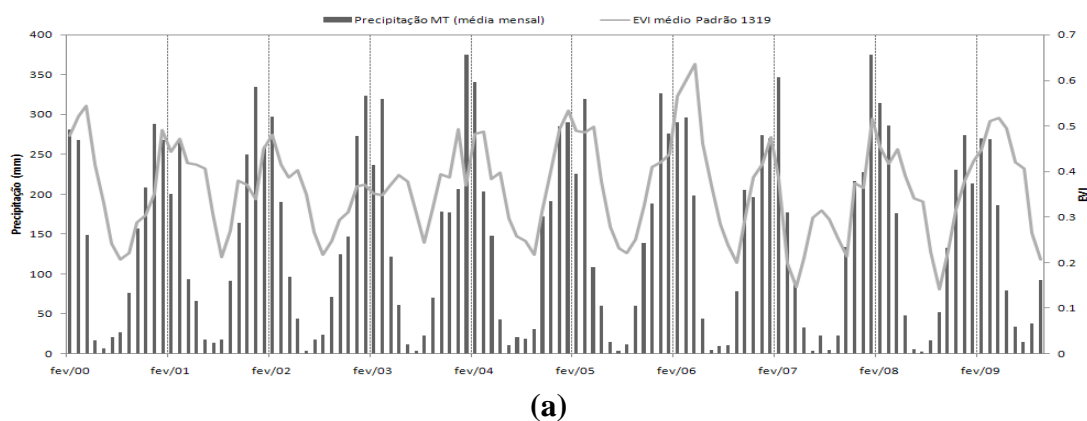 Precipitação MT (média mensal) EVI médio Padrão 1319
400 0.7
350 0.6
300 0.5
250 0.4
200
150 0.3
100 0.2
50 0.1
0 0
Precipitação (mm)
EVI
fev/00 fev/01 fev/02 fev/03 fev/04 fev/05 fev/06 fev/07 fev/08 fev/09
(a)